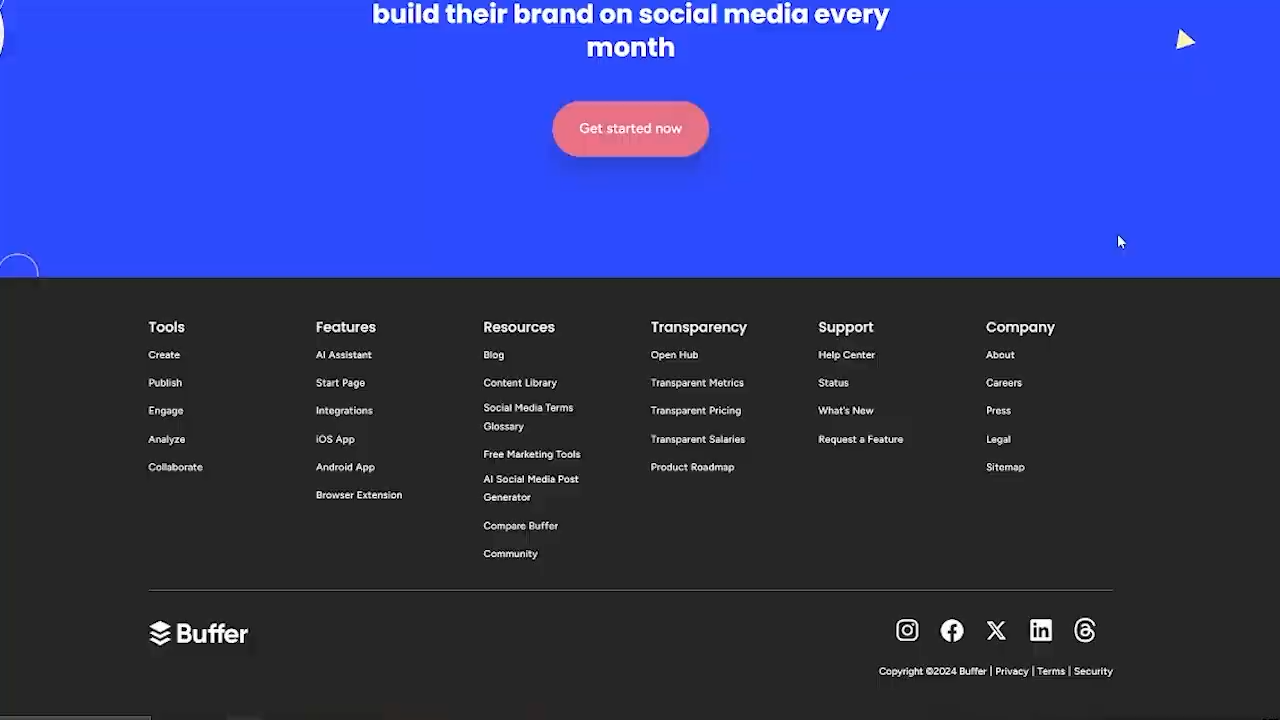 build their brand on social media every
month
Get started now
Tools
Create
Publish
Engage
Analyze
Collaborate
Features
AI Assistant
Start Page
Integrations
iOS App
Android App
Browser Extension
Resources
Blog
Content Library
Social Media Terms
Glossary
Free Marketing Tools
AI Social Media Post
Generator
Compare Buffer
Community
Transparency
Open Hub
Transparent Metrics
Transparent Pricing
Transparent Salaries
Product Roadmap
Support
Help Center
Status
What's New
Request a Feature
Company
About
Careers
Press
Legal
Sitemap
Buffer
Copyright ©2024 Buffer | Privacy | Terms | Security